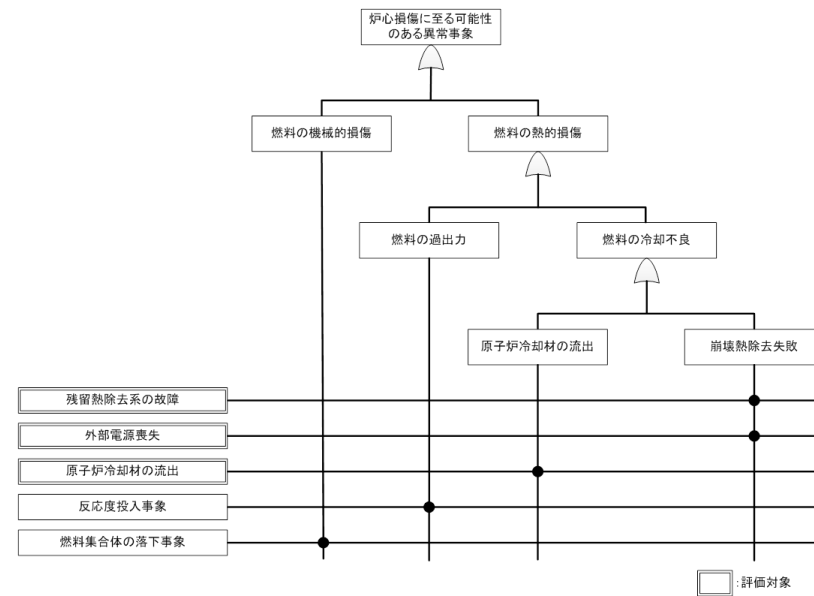 炉心損傷に至る可能性
のある異常事象
燃料の機械的損傷
燃料の熱的損傷
燃料の過出力
燃料の冷却不良
原子炉冷却材の流出
崩壊熱除去失敗
残留熱除去系の故障
外部電源喪失
原子炉冷却材の流出
反応度投入事象
燃料集合体の落下事象
:評価対象